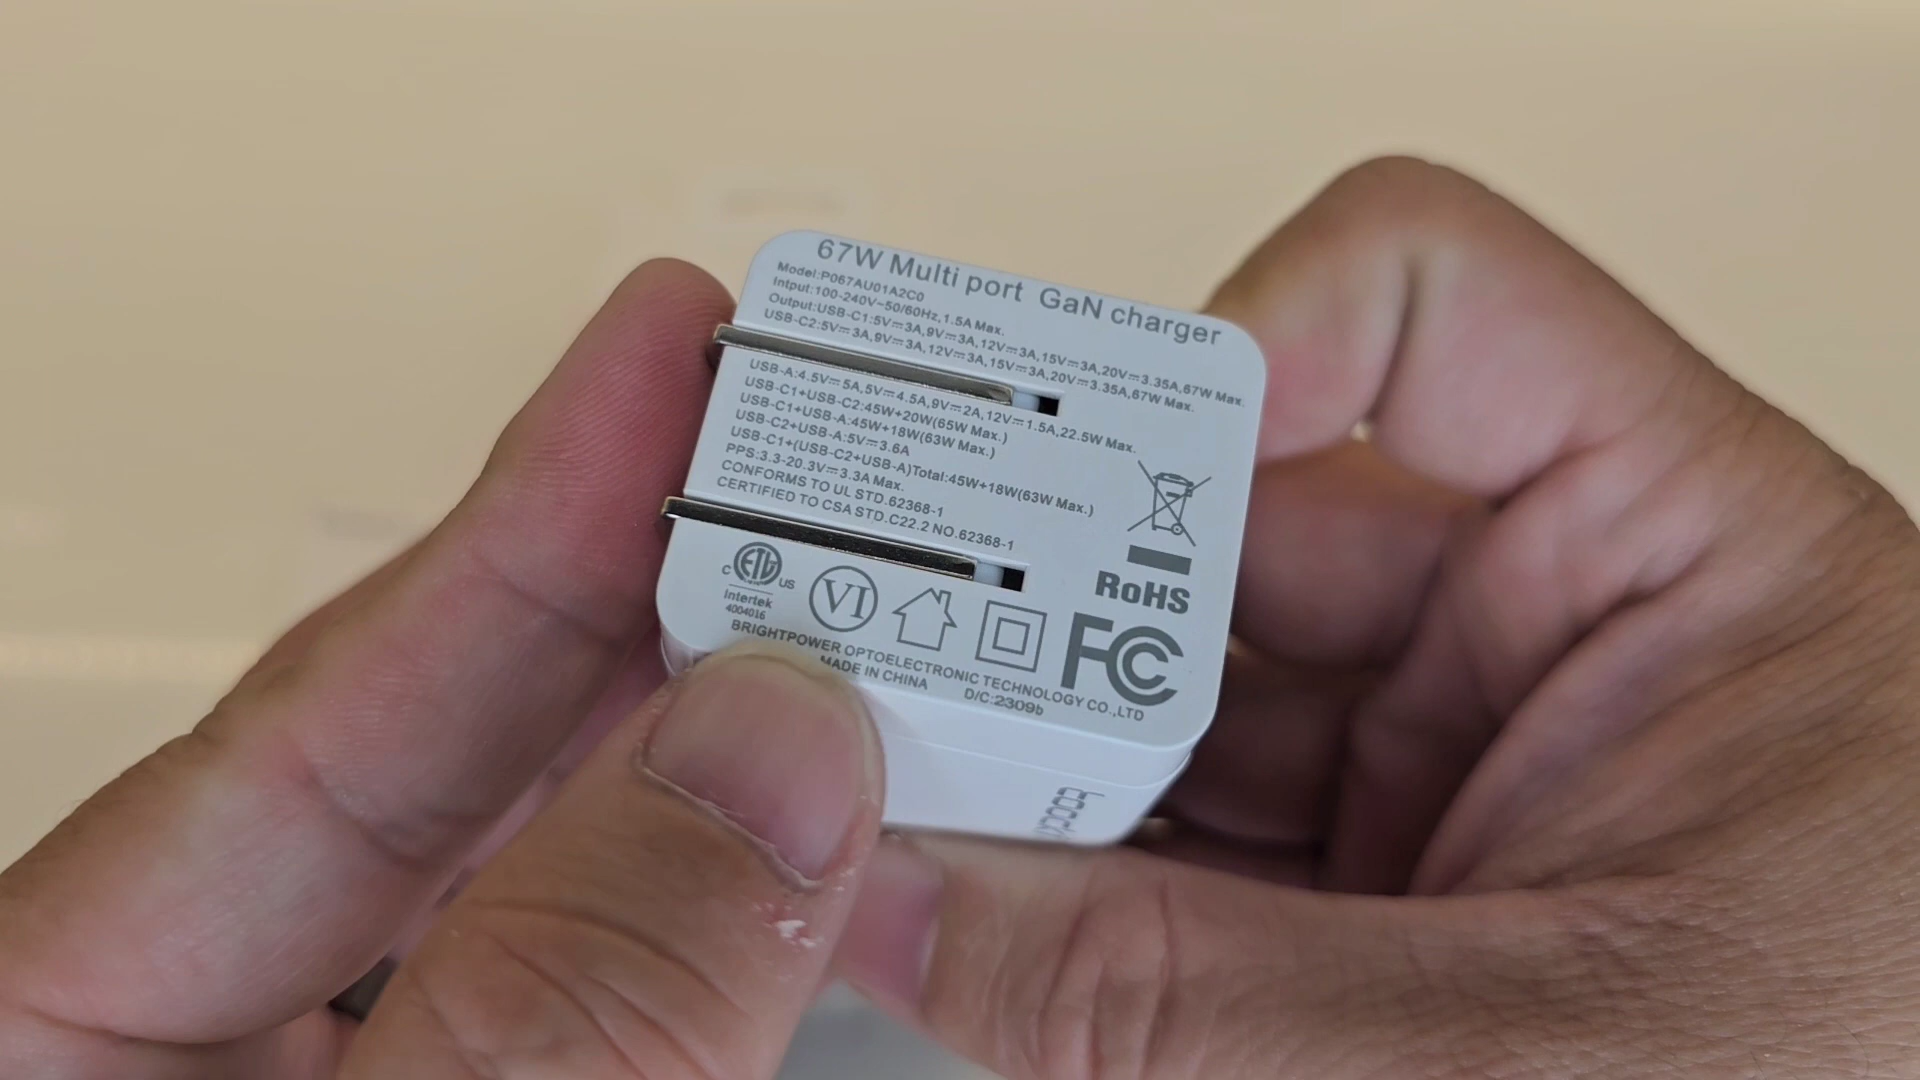 67W Multi port GaN charger
Model:P067AU01A2C0
Intput:100-240V~50/60Hz,1.5A Max.
Output:USB-C1:5V⎓3A,9V⎓3A,12V⎓3A,15V⎓3A,20V⎓3.35A,67W Max.
USB-C2:5V⎓3A,9V⎓3A,12V⎓3A,15V⎓3A,20V⎓3.35A,67W Max.
USB-A:4.5V⎓5A,5V⎓4.5A,9V⎓2A,12V⎓1.5A,22.5W Max.
USB-C1+USB-C2:45W+20W(65W Max.)
USB-C1+USB-A:45W+18W(63W Max.)
USB-C2+USB-A:5V⎓3.6A
USB-C1+(USB-C2+USB-A)Total:45W+18W(63W Max.)
PPS:3.3-20.3V⎓3.3A Max.
CONFORMS TO UL STD.62368-1
CERTIFIED TO CSA STD.C22.2 NO.62368-1
C ETL US
Intertek
4004016
VI
RoHS
FC
BRIGHTPOWER OPTOELECTRONIC TECHNOLOGY CO.,LTD
MADE IN CHINA D/C:2309b